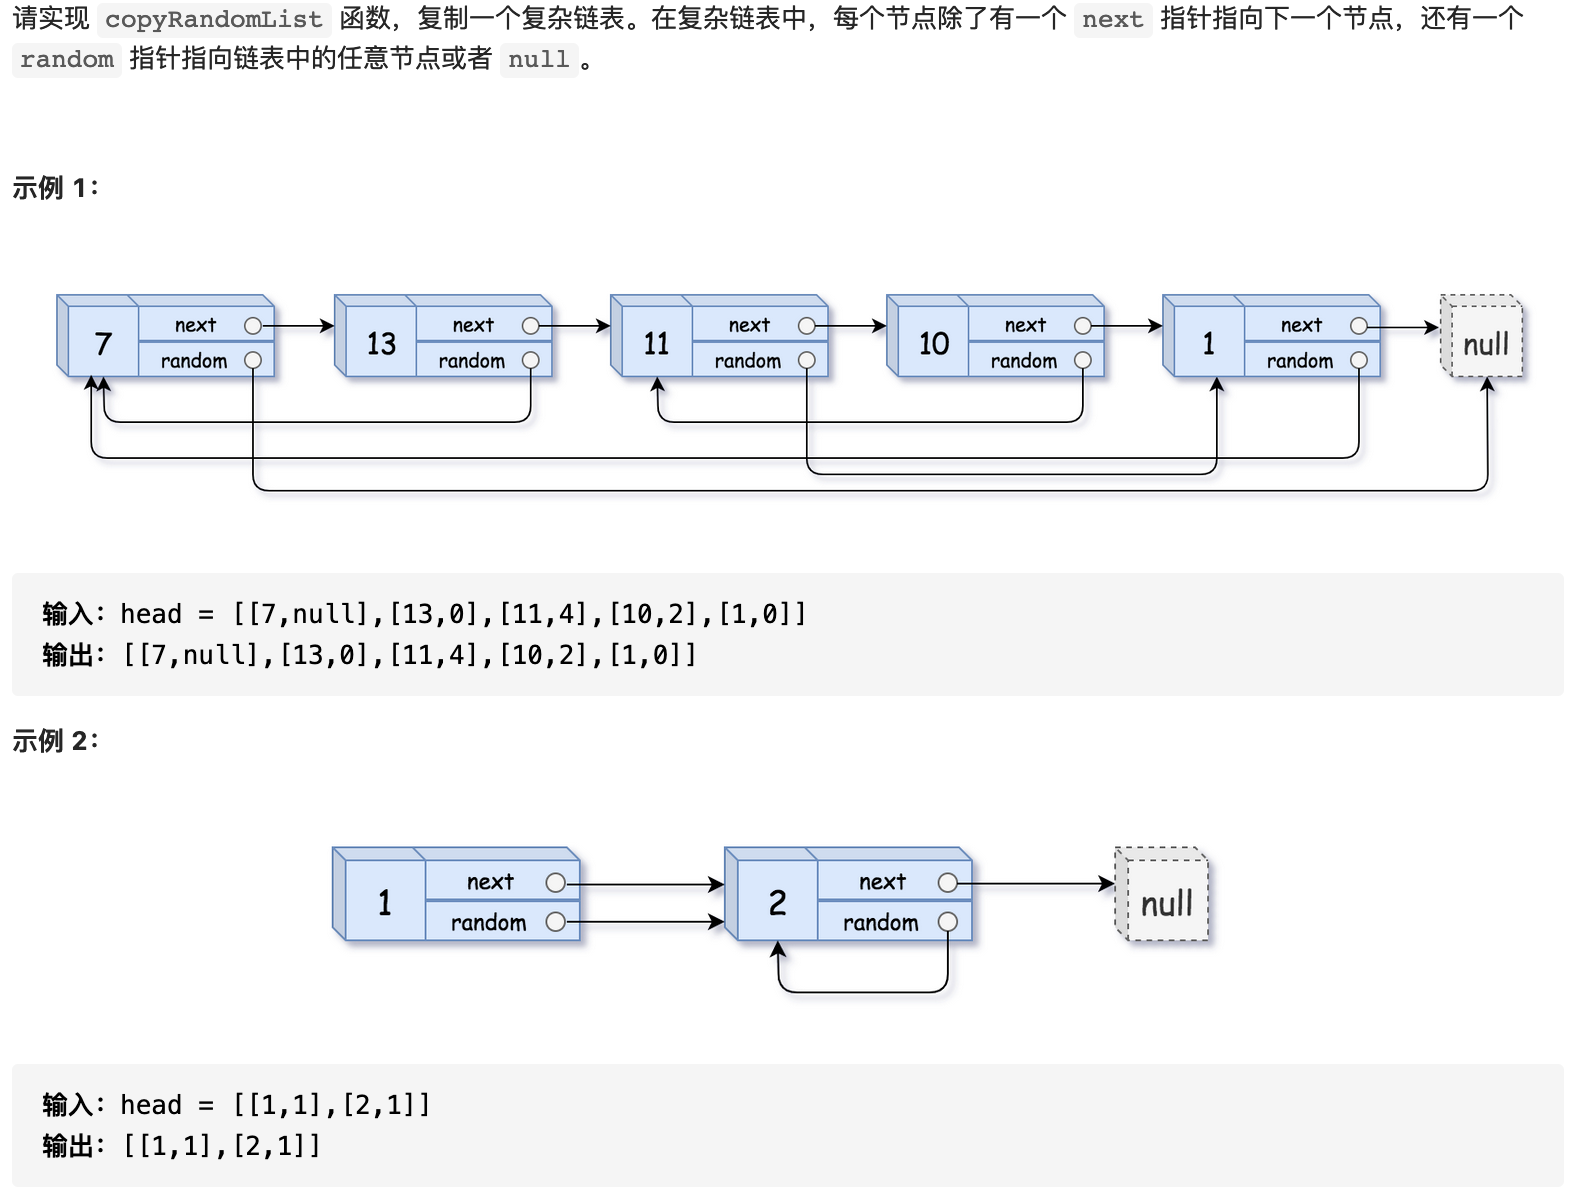 请实现 copyRandomList 函数，复制一个复杂链表。在复杂链表中，每个节点除了有一个 next 指针指向下一个节点，还有一个
random 指针指向链表中的任意节点或者 null 。
示例 1：
7 next random 13 next random 11 next random 10 next random 1 next random null
输入：head = [[7,null],[13,0],[11,4],[10,2],[1,0]]
输出：[[7,null],[13,0],[11,4],[10,2],[1,0]]
示例 2：
1 next random 2 next random null
输入：head = [[1,1],[2,1]]
输出：[[1,1],[2,1]]